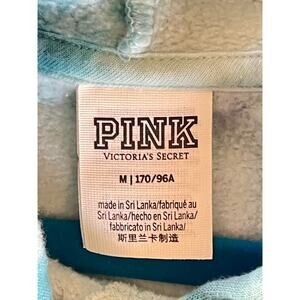 PINK
VICTORIA'S SECRET
M | 170/96A
made in Sri Lanka/fabriqué au
Sri Lanka/hecho en Sri Lanka/
fabbricato in Sri Lanka/
斯里兰卡制造